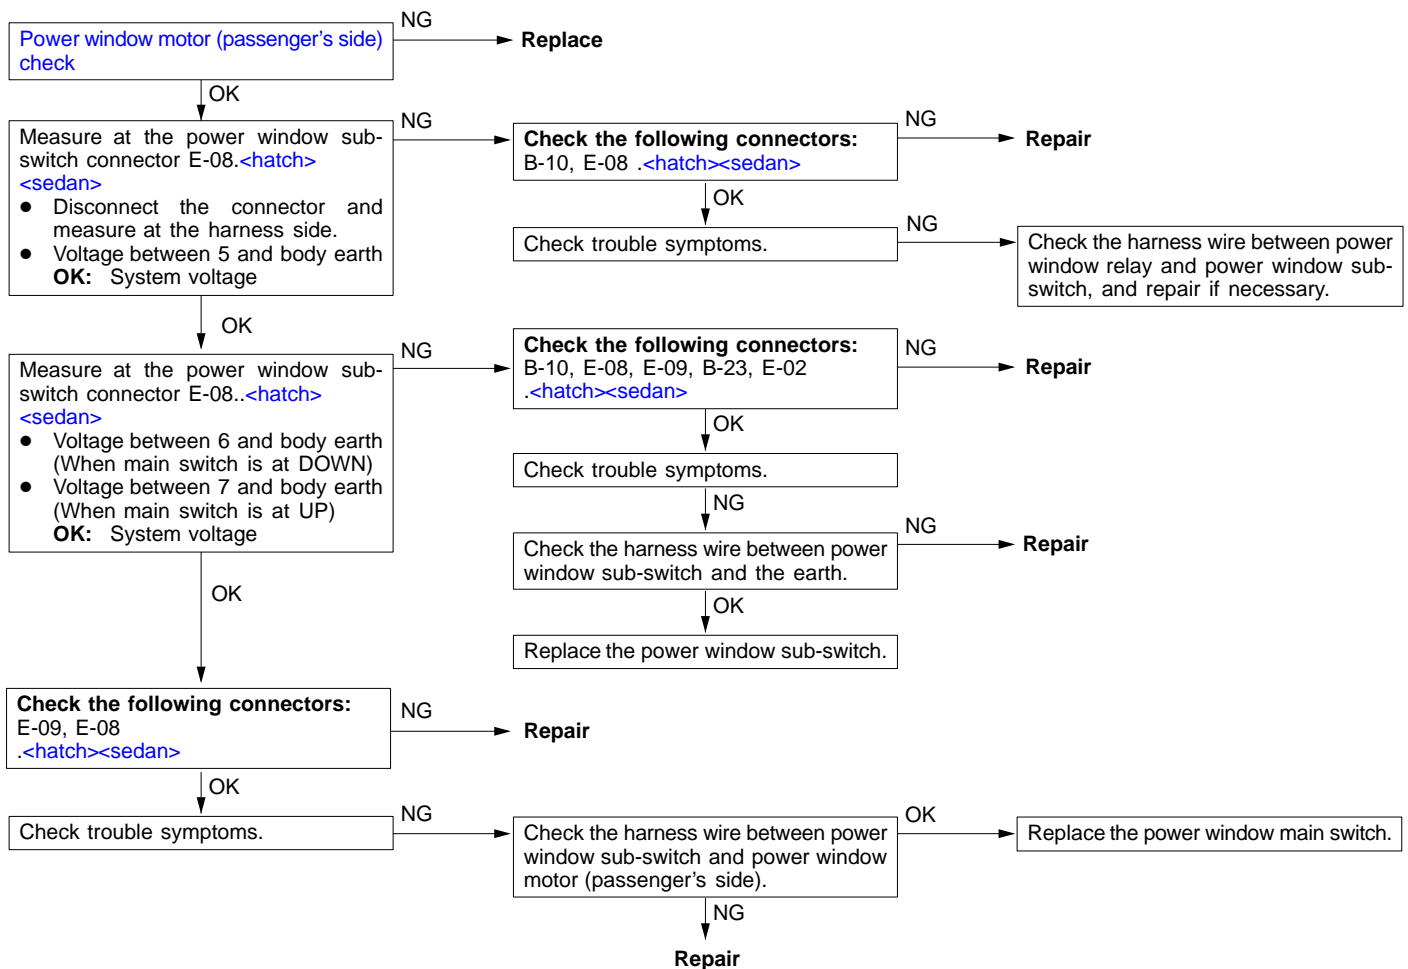 NG
Power window motor (passenger's side)
check
Replace
OK
Measure at the power window sub-
switch connector E-08.<hatch>
<sedan>
● Disconnect the connector and
measure at the harness side.
● Voltage between 5 and body earth
OK: System voltage
NG
Check the following connectors:
B-10, E-08 .<hatch><sedan>
NG
Repair
OK
Check trouble symptoms.
NG
Check the harness wire between power
window relay and power window sub-
switch, and repair if necessary.
OK
Measure at the power window sub-
switch connector E-08..<hatch>
<sedan>
● Voltage between 6 and body earth
(When main switch is at DOWN)
● Voltage between 7 and body earth
(When main switch is at UP)
OK: System voltage
NG
Check the following connectors:
B-10, E-08, E-09, B-23, E-02
.<hatch><sedan>
NG
Repair
OK
Check trouble symptoms.
NG
Check the harness wire between power
window sub-switch and the earth.
NG
Repair
OK
Replace the power window sub-switch.
OK
Check the following connectors:
E-09, E-08
.<hatch><sedan>
NG
Repair
OK
Check trouble symptoms.
NG
Check the harness wire between power
window sub-switch and power window
motor (passenger's side).
OK
Replace the power window main switch.
NG
Repair